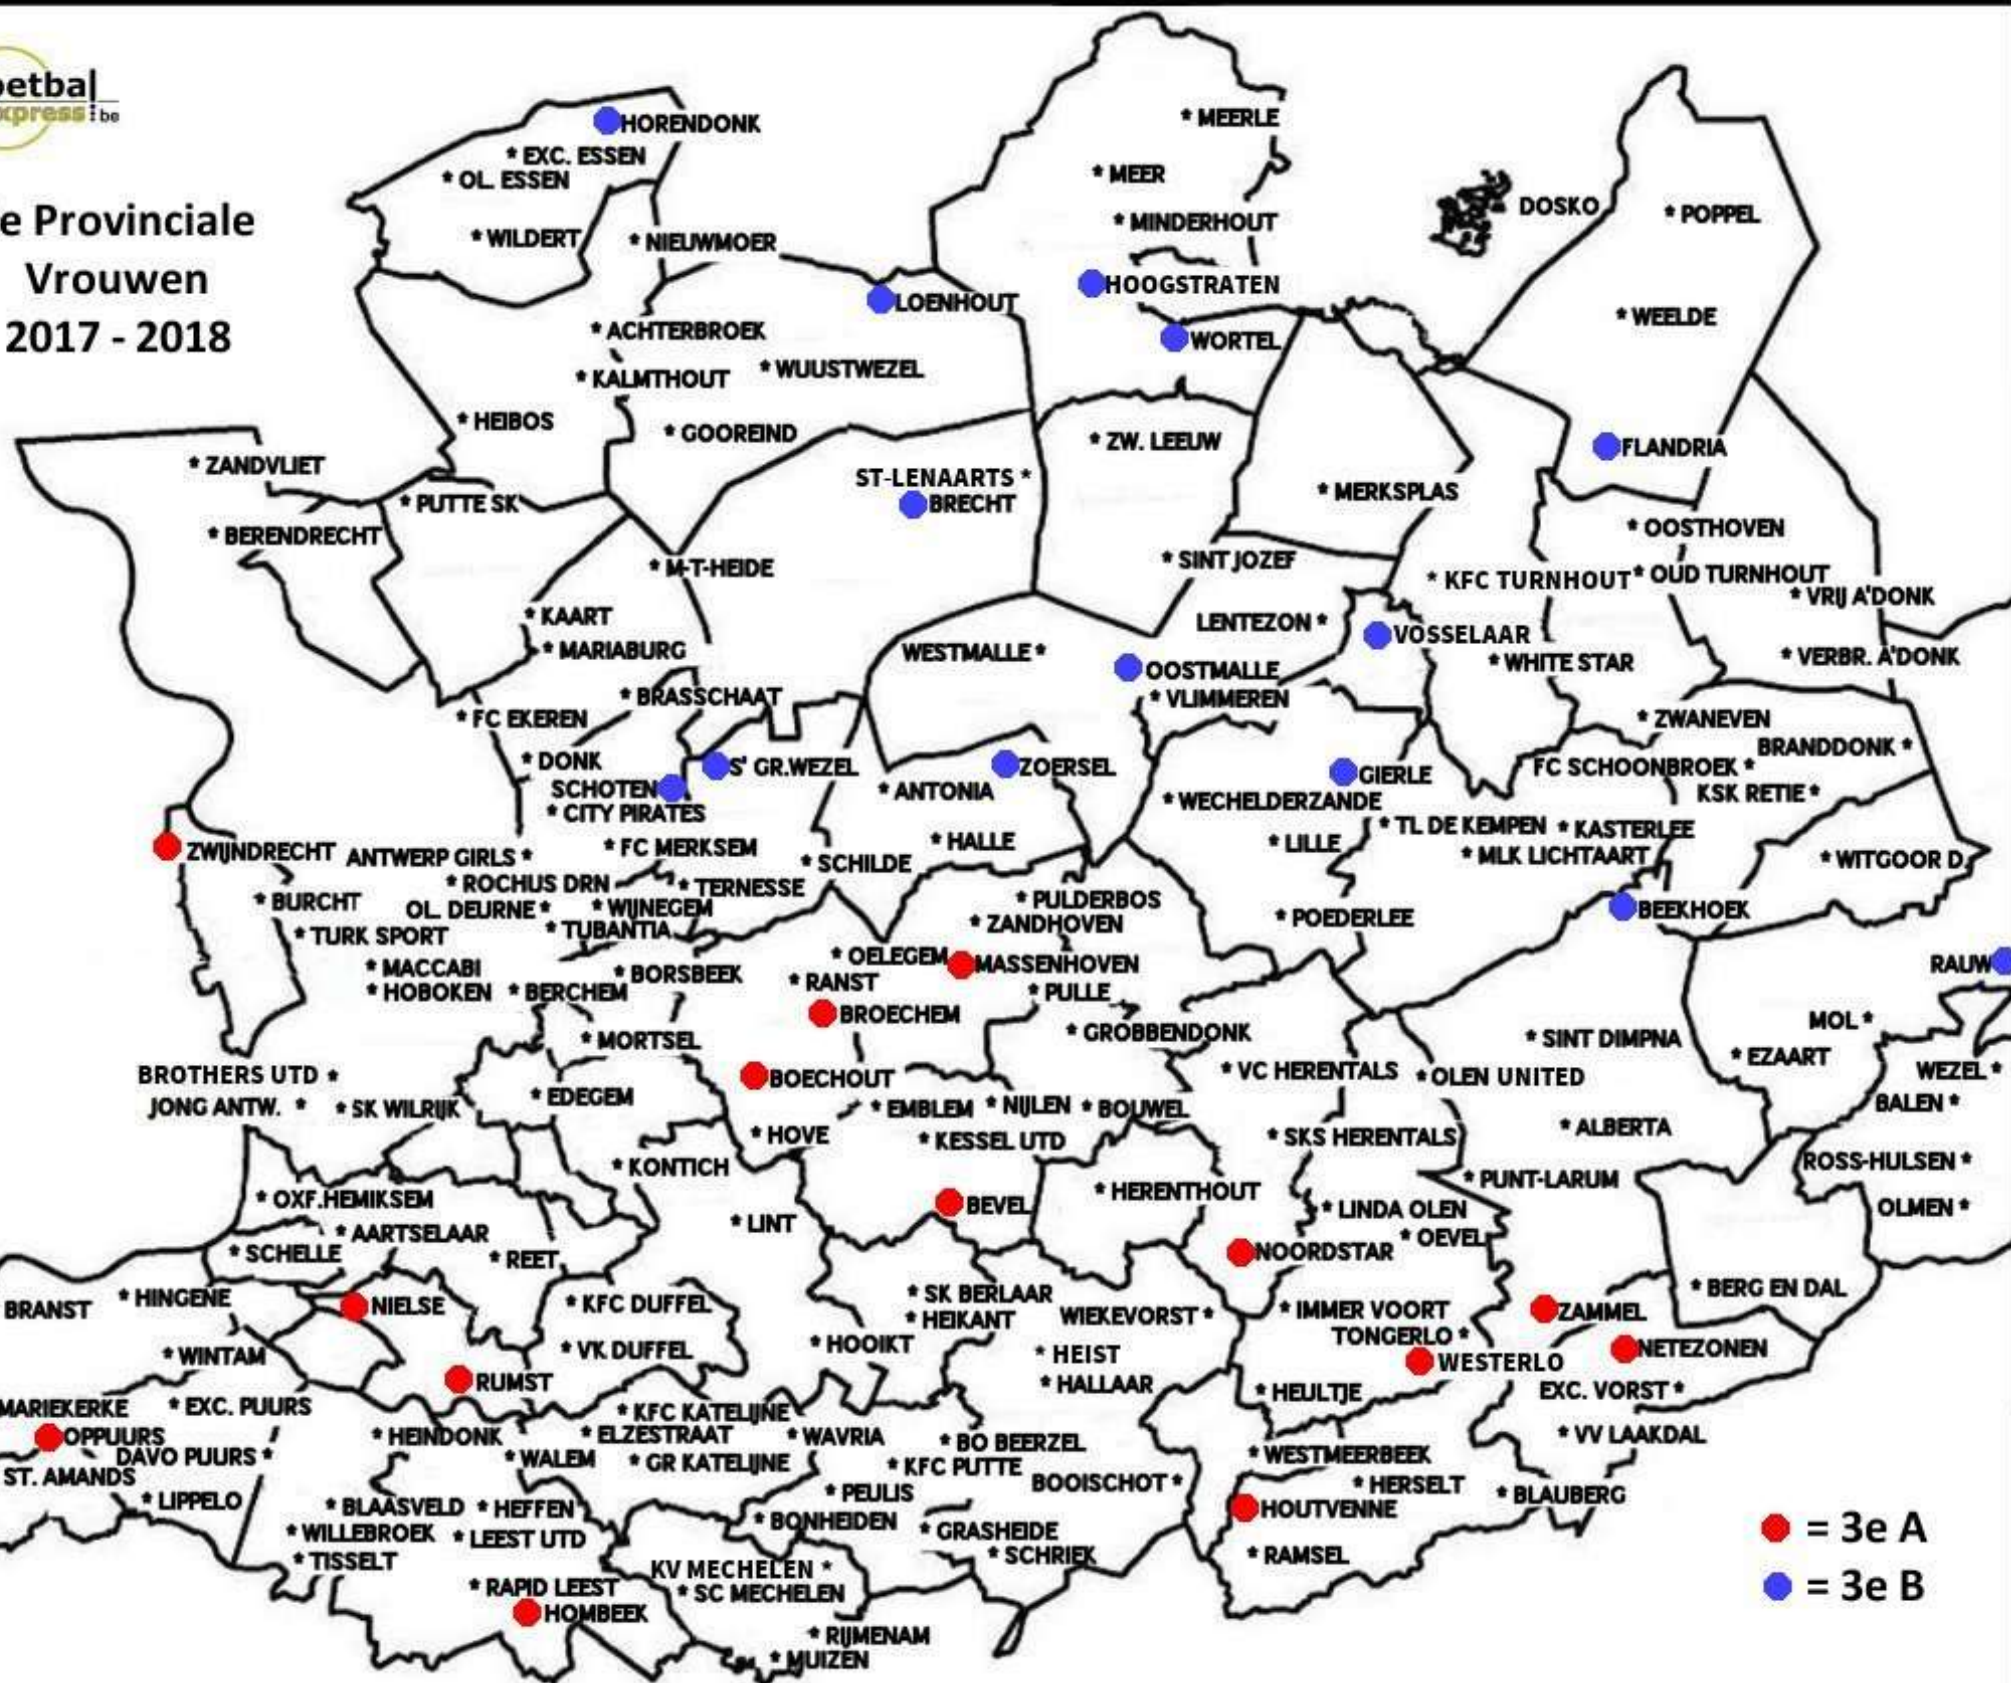 oetbal
xpress.be
e Provinciale
Vrouwen
2017 - 2018
HORENDONK
* EXC. ESSEN
* OL. ESSEN
* WILDERT
* NIEUWMOER
LOENHOUT
* ACHTERBROEK
* WUUSTWEZEL
* KALMTHOUT
* HEIBOS
* GOOREIND
* MEERLE
* MEER
* MINDERHOUT
HOOGSTRATEN
WORTEL
DOSKO
* POPPEL
* WEELDE
FLANDRIA
* ZANDVLIET
* PUTTE SK
* BERENDRECHT
ST-LENAARTS *
BRECHT
* ZW. LEEUW
* MERKSPLAS
* OOSTHOVEN
* M-T-HEIDE
* SINT JOZEF
* KFC TURNHOUT
* OUD TURNHOUT
* VRIJ A'DONK
* KAART
* MARIABURG
LENTEZON *
VOSSELAAR
WESTMALLE *
* WHITE STAR
* VERBR. A'DONK
OOSTMALLE
* VLIMMEREN
* BRASSCHAAT
* FC EKEREN
* ZWANEVEN
BRANDDONK *
* DONK
S' GR.WEZEL
ZOERSEL
GIERLE
FC SCHOONBROEK *
SCHOTEN
* ANTONIA
* WECHELDERZANDE
KSK RETIE *
* CITY PIRATES
* TL DE KEMPEN
* KASTERLEE
ZWIJNDRECHT
ANTWERP GIRLS *
* FC MERKSEM
* HALLE
* LILLE
* MLK LICHTAART
* WITGOOR D.
* SCHILDE
* ROCHUS DRN
* TERNESSE
* BURCHT
OL. DEURNE *
* WIJNEGEM
* PULDERBOS
* POEDERLEE
BEEKHOEK
* TURK SPORT
* TUBANTIA
* ZANDHOVEN
* MACCABI
* BORSBEEK
* OELEGEM
MASSENHOVEN
RAUW
* HOBOKEN
* BERCHEM
* RANST
* PULLE
BROECHEM
* GROBBENDONK
MOL *
* MORTSEL
* SINT DIMPNA
* EZAART
BROTHERS UTD *
BOECHOUT
* VC HERENTALS
* OLEN UNITED
WEZEL *
JONG ANTW. *
* SK WILRIJK
* EDEGEM
* EMBLEM
* NIJLEN
* BOUWEL
BALEN *
* HOVE
* KESSEL UTD
* SKS HERENTALS
* ALBERTA
* KONTICH
* PUNT-LARUM
ROSS-HULSEN *
* OXF.HEMIKSEM
BEVEL
* HERENTHOUT
* LINDA OLEN
OLMEN *
* AARTSELAAR
* LINT
* OEVEL
* SCHELLE
* REET
NOORDSTAR
BRANST
* HINGENE
NIELSE
* KFC DUFFEL
* SK BERLAAR
WIEKEVORST *
* IMMER VOORT
ZAMMEL
* BERG EN DAL
* HEIKANT
TONGERLO *
* WINTAM
* VK DUFFEL
* HOOIKT
* HEIST
WESTERLO
NETEZONEN
RUMST
* HALLAAR
* HEULTJE
EXC. VORST *
MARIEKERKE
* EXC. PUURS
* KFC KATELIJNE
OPPUURS
* HEINDONK
* ELZESTRAAT
* WAVRIA
* BO BEERZEL
* VV LAAKDAL
DAVO PUURS *
* WALEM
* GR KATELIJNE
* KFC PUTTE
* WESTMEERBEEK
ST. AMANDS
BOOISCHOT *
* HERSELT
* LIPPELO
* BLAASVELD
* HEFFEN
* PEULIS
HOUTVENNE
* BLAUBERG
* WILLEBROEK
* LEEST UTD
* BONHEIDEN
* GRASHEIDE
= 3e A
* TISSELT
* SCHRIEK
* RAMSEL
KV MECHELEN *
* RAPID LEEST
* SC MECHELEN
= 3e B
HOMBEEK
* RIJMENAM
* MUIZEN